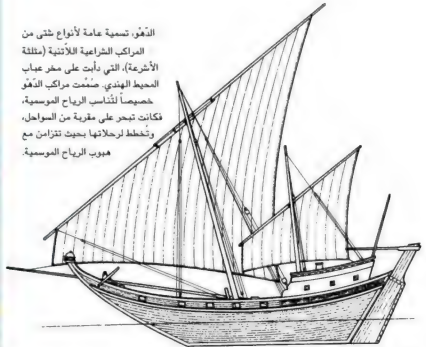 الدّهْو، تسمية عامة لأنواع شتى من
المراكب الشراعية اللاّتنية (مثلثة
الأشرعة)، التي دأبت على مخر عباب
المحيط الهندي. صُمِّمت مراكب الدّهْو
خصيصاً لتُناسب الرياح الموسمية،
فكانت تبحر على مقربة من السواحل،
وتخطط لرحلاتها بحيث تتزامن مع
هبوب الرياح الموسمية.